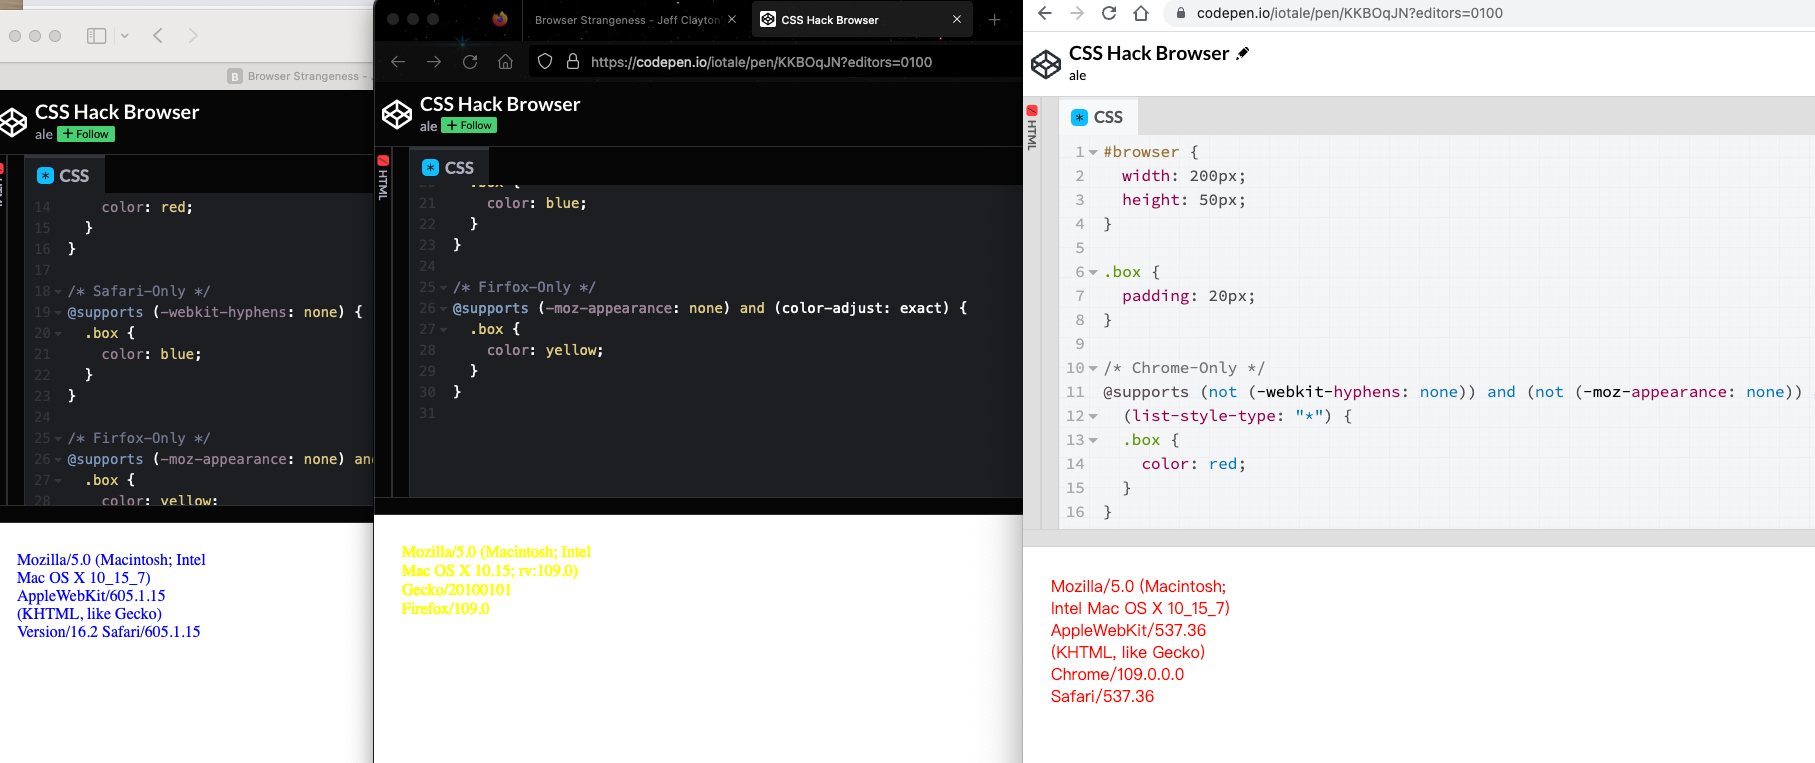 B Browser Strangeness -
CSS Hack Browser
ale + Follow
CSS
14 color: red;
15 }
16 }
17
18 /* Safari-Only */
19 @supports (-webkit-hyphens: none) {
20 .box {
21 color: blue;
22 }
23 }
24
25 /* Firfox-Only */
26 @supports (-moz-appearance: none) and
27 .box {
28 color: yellow;
Mozilla/5.0 (Macintosh; Intel
Mac OS X 10_15_7)
AppleWebKit/605.1.15
(KHTML, like Gecko)
Version/16.2 Safari/605.1.15
Browser Strangeness - Jeff Clayton
CSS Hack Browser
https://codepen.io/iotale/pen/KKBOqJN?editors=0100
CSS Hack Browser
ale + Follow
HTML
CSS
20 .box {
21 color: blue;
22 }
23 }
24
25 /* Firfox-Only */
26 @supports (-moz-appearance: none) and (color-adjust: exact) {
27 .box {
28 color: yellow;
29 }
30 }
31
Mozilla/5.0 (Macintosh; Intel
Mac OS X 10.15; rv:109.0)
Gecko/20100101
Firefox/109.0
codepen.io/iotale/pen/KKBOqJN?editors=0100
CSS Hack Browser
ale
HTML
CSS
1 #browser {
2 width: 200px;
3 height: 50px;
4 }
5
6 .box {
7 padding: 20px;
8 }
9
10 /* Chrome-Only */
11 @supports (not (-webkit-hyphens: none)) and (not (-moz-appearance: none))
12 (list-style-type: "*") {
13 .box {
14 color: red;
15 }
16 }
Mozilla/5.0 (Macintosh;
Intel Mac OS X 10_15_7)
AppleWebKit/537.36
(KHTML, like Gecko)
Chrome/109.0.0.0
Safari/537.36